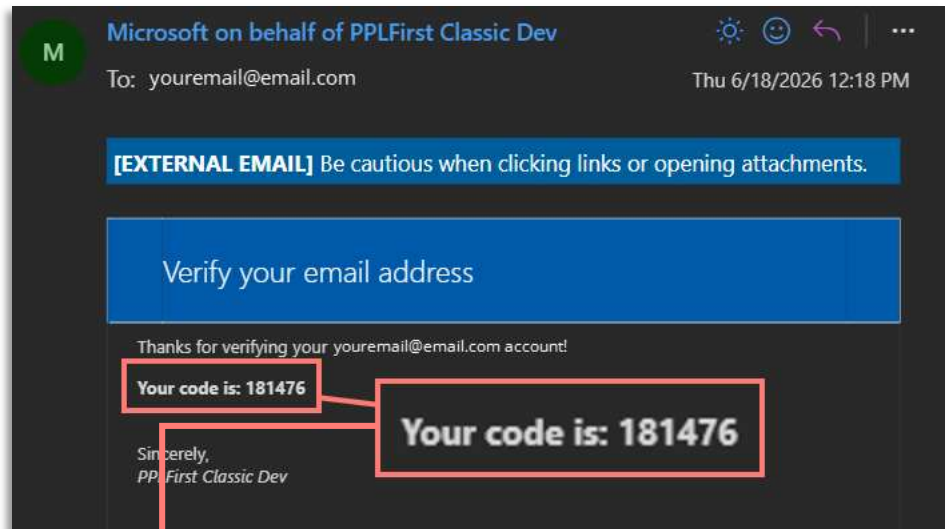 M
Microsoft on behalf of PPLFirst Classic Dev
To: youremail@email.com
Thu 6/18/2026 12:18 PM
[EXTERNAL EMAIL] Be cautious when clicking links or opening attachments.
Verify your email address
Thanks for verifying your youremail@email.com account!
Your code is: 181476
Your code is: 181476
Sincerely,
PPLFirst Classic Dev